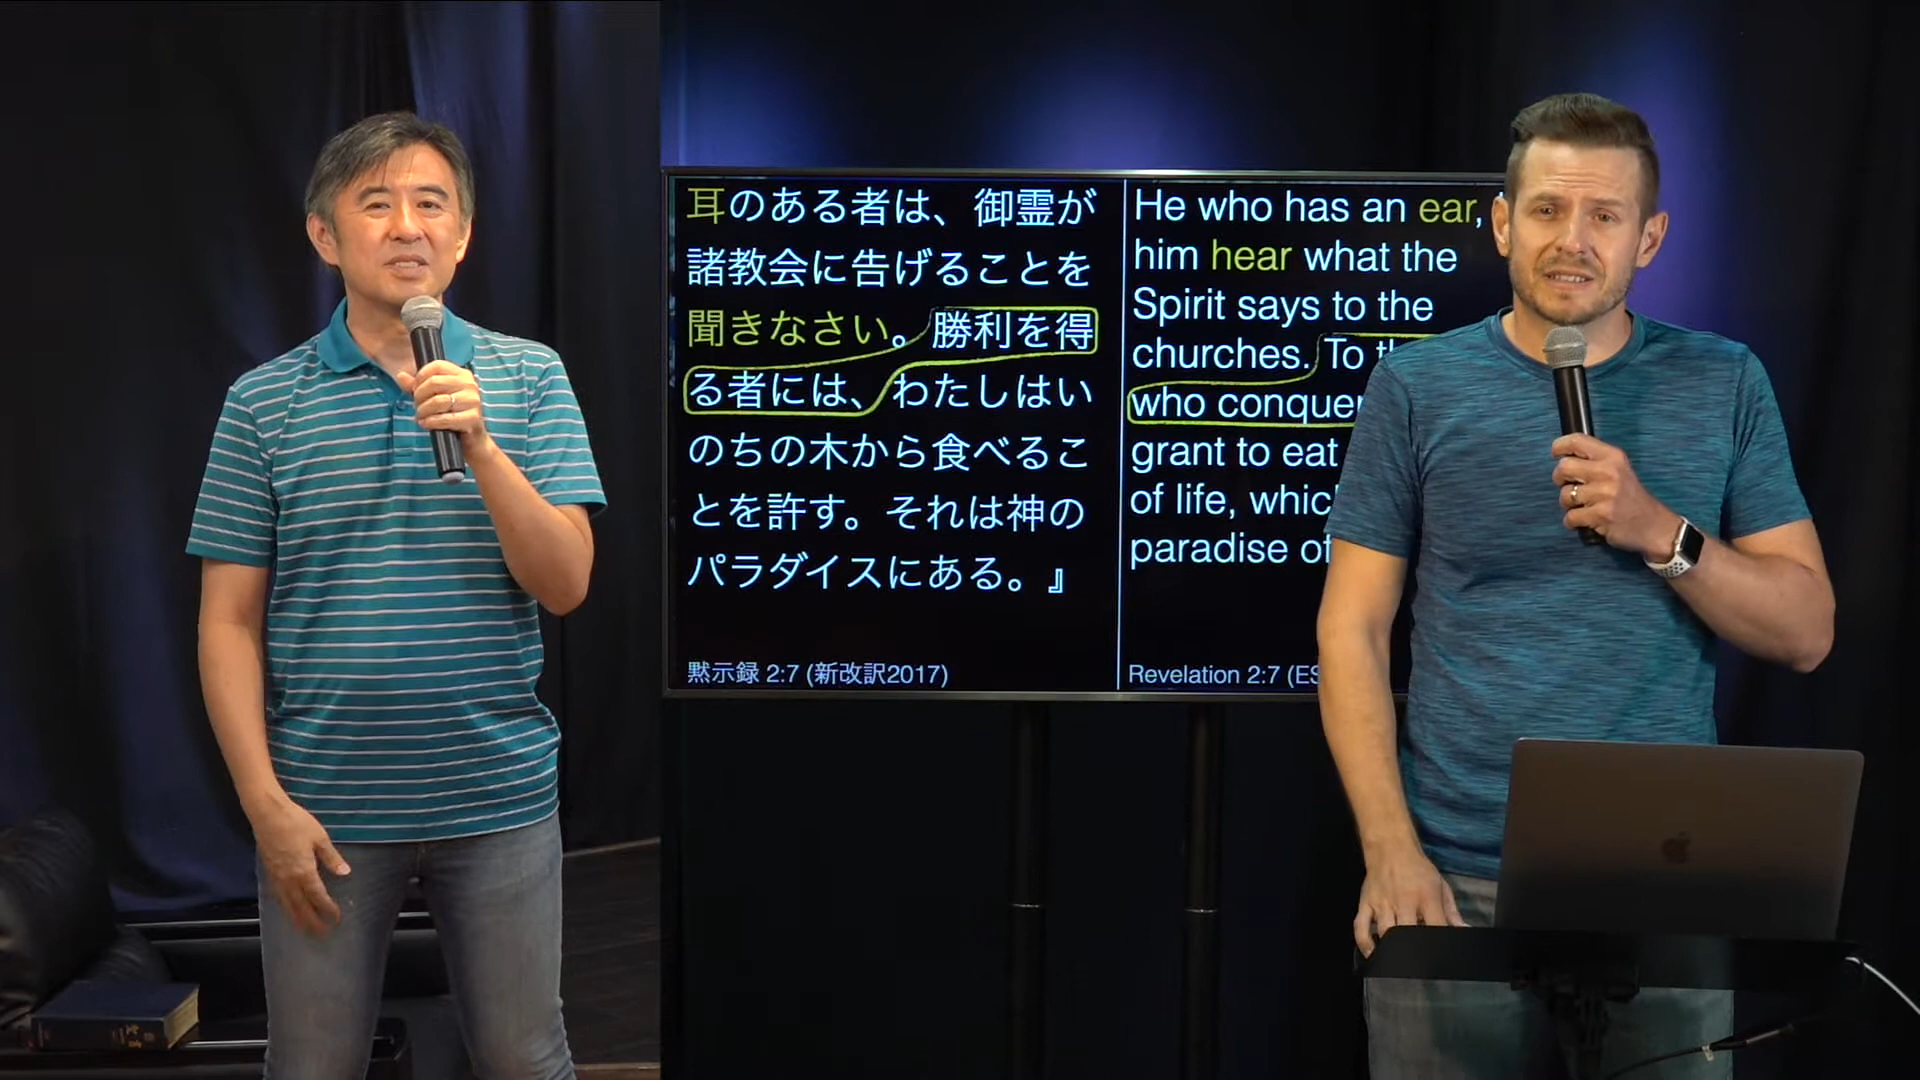 耳のある者は、御霊が
諸教会に告げることを
聞きなさい。勝利を得
る者には、わたしはい
のちの木から食べるこ
とを許す。それは神の
パラダイスにある。』
黙示録 2:7 (新改訳2017)
He who has an ear,
him hear what the
Spirit says to the
churches. To
who conquer
grant to eat
of life,
paradise of
Revelation 2:7